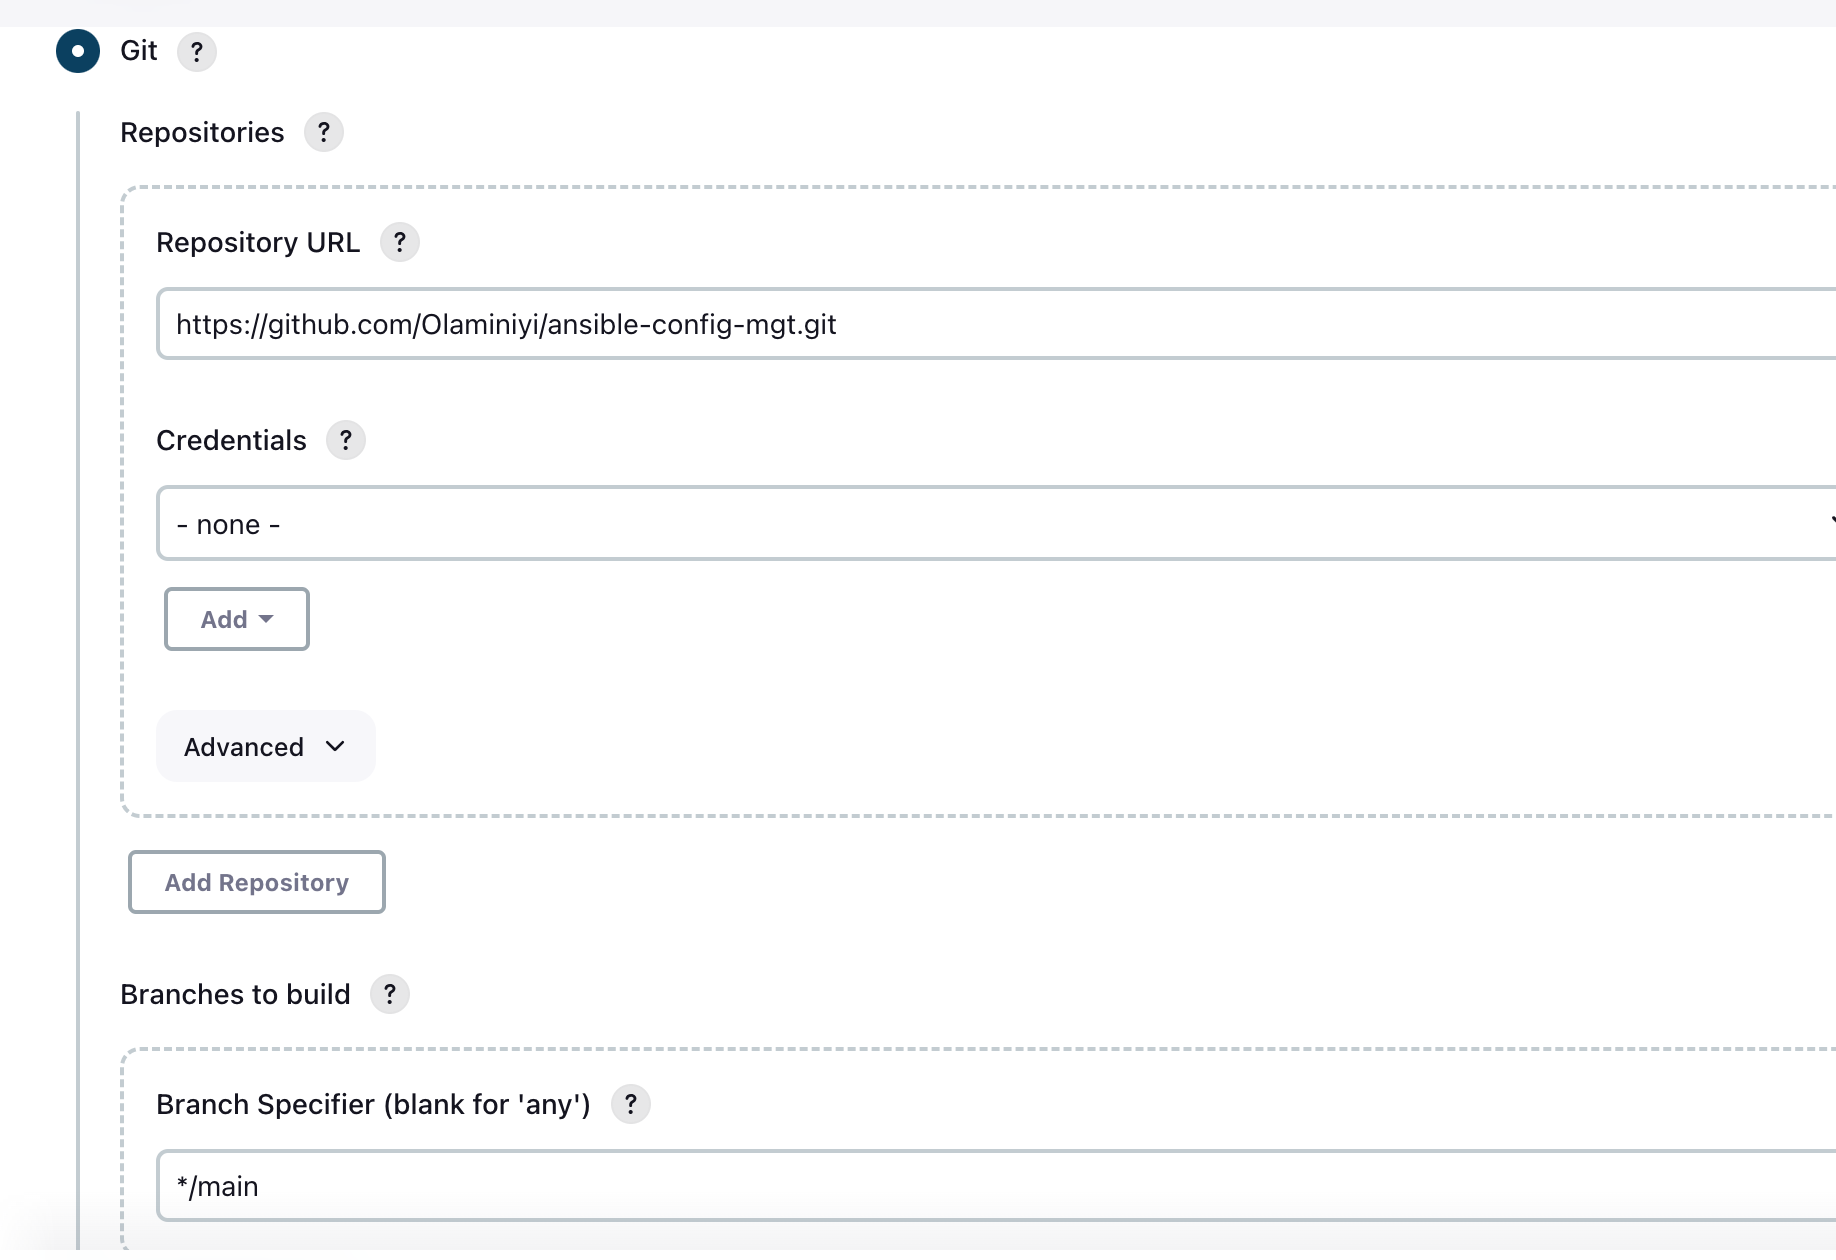 Git ?
Repositories ?
Repository URL ?
https://github.com/Olaminiyi/ansible-config-mgt.git
Credentials ?
- none -
Add
Advanced
Add Repository
Branches to build ?
Branch Specifier (blank for 'any') ?
*/main